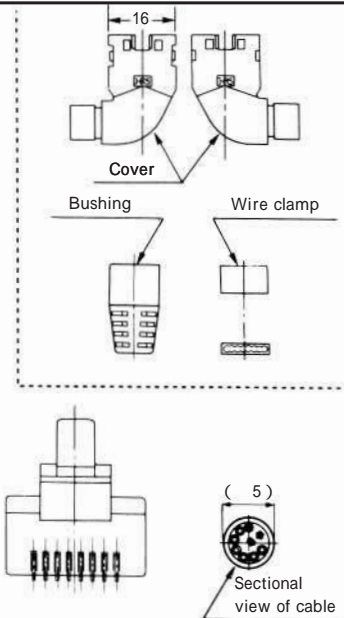 16
Cover
Bushing Wire clamp
( 5)
Sectional
view of cable